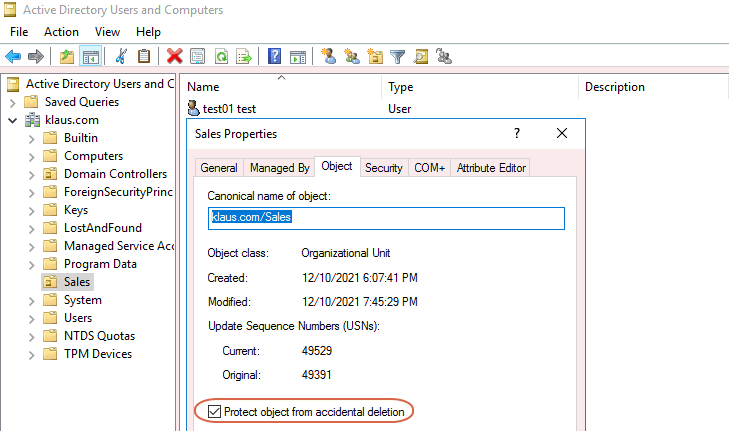 Active Directory Users and Computers
File Action View Help
Active Directory Users and C
Saved Queries
klaus.com
Builtin
Computers
Domain Controllers
ForeignSecurityPrinc
Keys
LostAndFound
Managed Service Acc
Program Data
Sales
System
Users
NTDS Quotas
TPM Devices
Name Type Description
test01 test User
Sales Properties ? X
General Managed By Object Security COM+ Attribute Editor
Canonical name of object:
klaus.com/Sales
Object class: Organizational Unit
Created: 12/10/2021 6:07:41 PM
Modified: 12/10/2021 7:45:29 PM
Update Sequence Numbers (USNs):
Current: 49529
Original: 49391
Protect object from accidental deletion